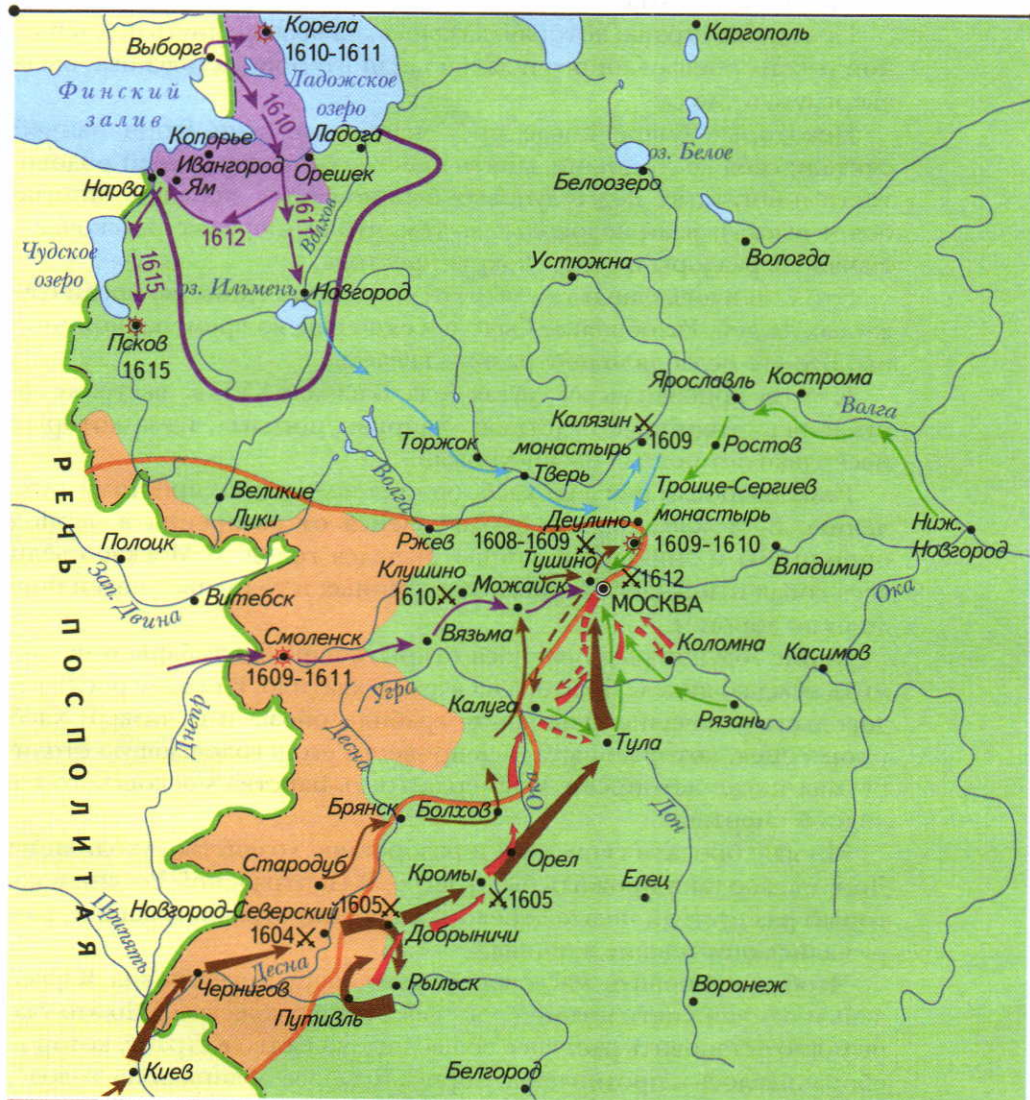 Корела
1610-1611
Каргополь
Выборг
Ладожское
озеро
Финский
залив
1610
Копорье
Ладога
Ивангород
Орешек
Нарва
Ям
оз. Белое
Белоозеро
1612
1611
Волхов
Чудское
озеро
1615
Вологда
Устюжна
оз. Ильмень
Новгород
Псков
1615
Ярославль
Кострома
Волга
Калязин
монастырь
1609
Ростов
Торжок
Тверь
Волга
Троице-Сергиев
монастырь
РЕЧЬ ПОСПОЛИТАЯ
Великие
Луки
Ржев
Деулино
1608-1609
1609-1610
Тушино
Ниж.
Новгород
Полоцк
Зап. Двина
Витебск
Клушино
1610
Можайск
1612
МОСКВА
Владимир
Ока
Смоленск
1609-1611
Вязьма
Коломна
Касимов
Угра
Днепр
Десна
Калуга
Рязань
Тула
Ока
Дон
Брянск
Болхов
Стародуб
Орел
Кромы
Елец
Новгород-Северский
1605
1605
1604
Добрыничи
Припять
Десна
Чернигов
Рыльск
Путивль
Воронеж
Киев
Белгород